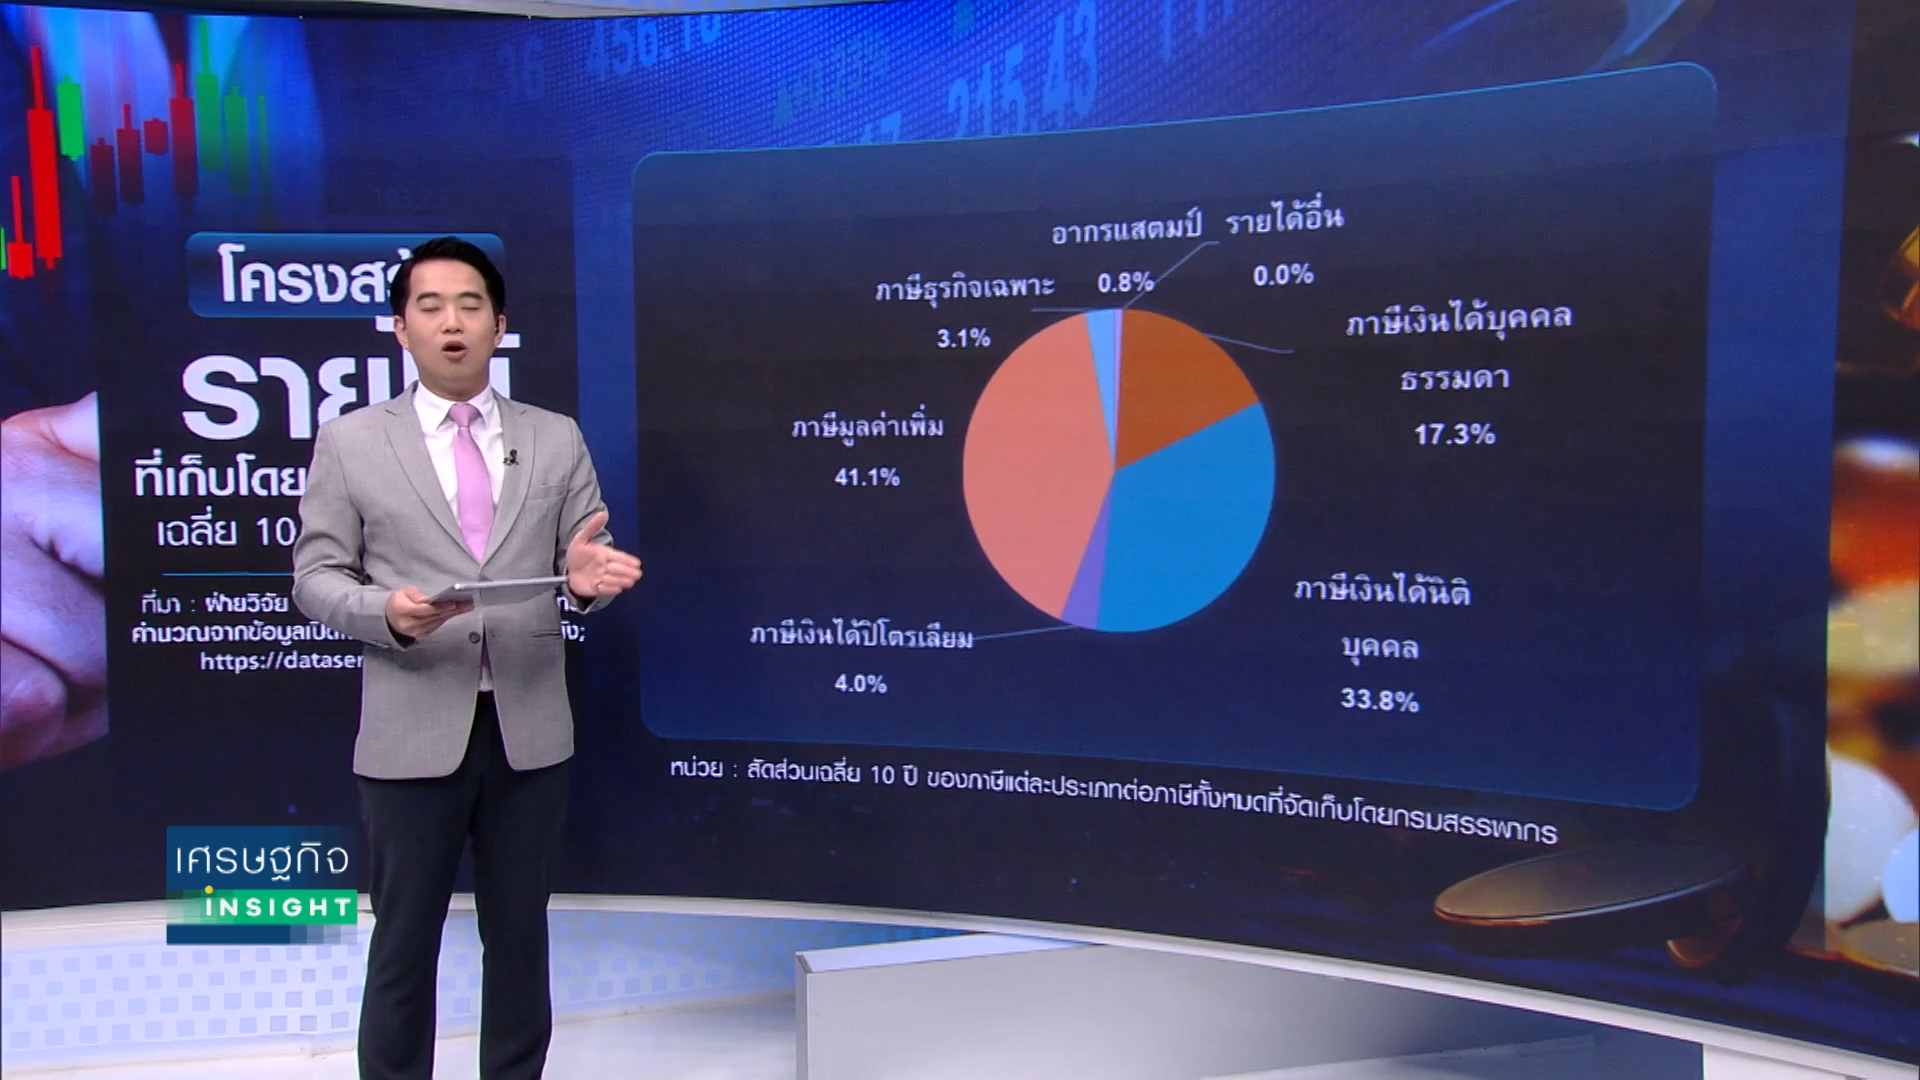 456.10
215.43
โครงสร้
ราย
ที่เก็บโดย
เฉลี่ย 10
ที่มา : ฝ่ายวิจัย
คำนวณจากข้อมูลเปิด
https://dataser
อากรแสตมป์
0.8%
รายได้อื่น
0.0%
ภาษีธุรกิจเฉพาะ
3.1%
ภาษีเงินได้บุคคล
ธรรมดา
17.3%
ภาษีมูลค่าเพิ่ม
41.1%
ภาษีเงินได้นิติ
บุคคล
33.8%
ภาษีเงินได้ปิโตรเลียม
4.0%
หน่วย : สัดส่วนเฉลี่ย 10 ปี ของภาษีแต่ละประเภทต่อภาษีทั้งหมดที่จัดเก็บโดยกรมสรรพากร
เศรษฐกิจ
iNSIGHT